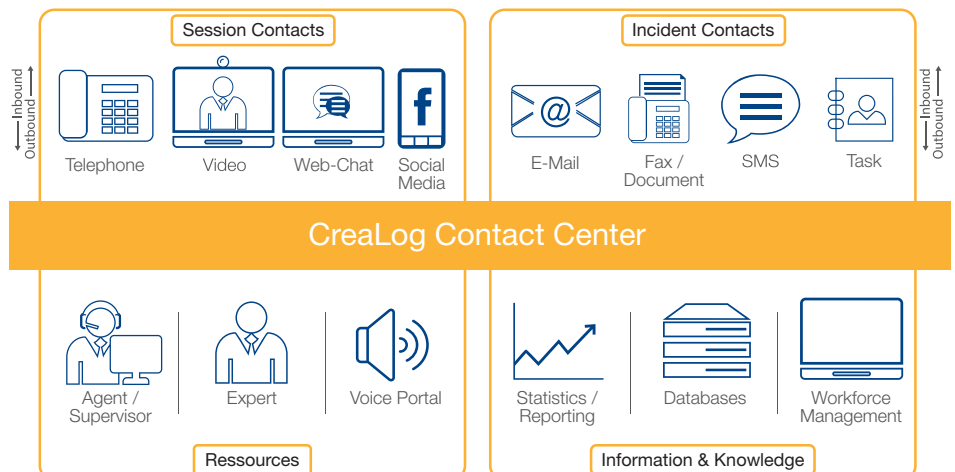 Session Contacts
Incident Contacts
Inbound
Outbound
Telephone
Video
Web-Chat
Social
Media
E-Mail
Fax /
Document
SMS
Task
Inbound
Outbound
CreaLog Contact Center
Agent /
Supervisor
Expert
Voice Portal
Statistics /
Reporting
Databases
Workforce
Management
Ressources
Information & Knowledge